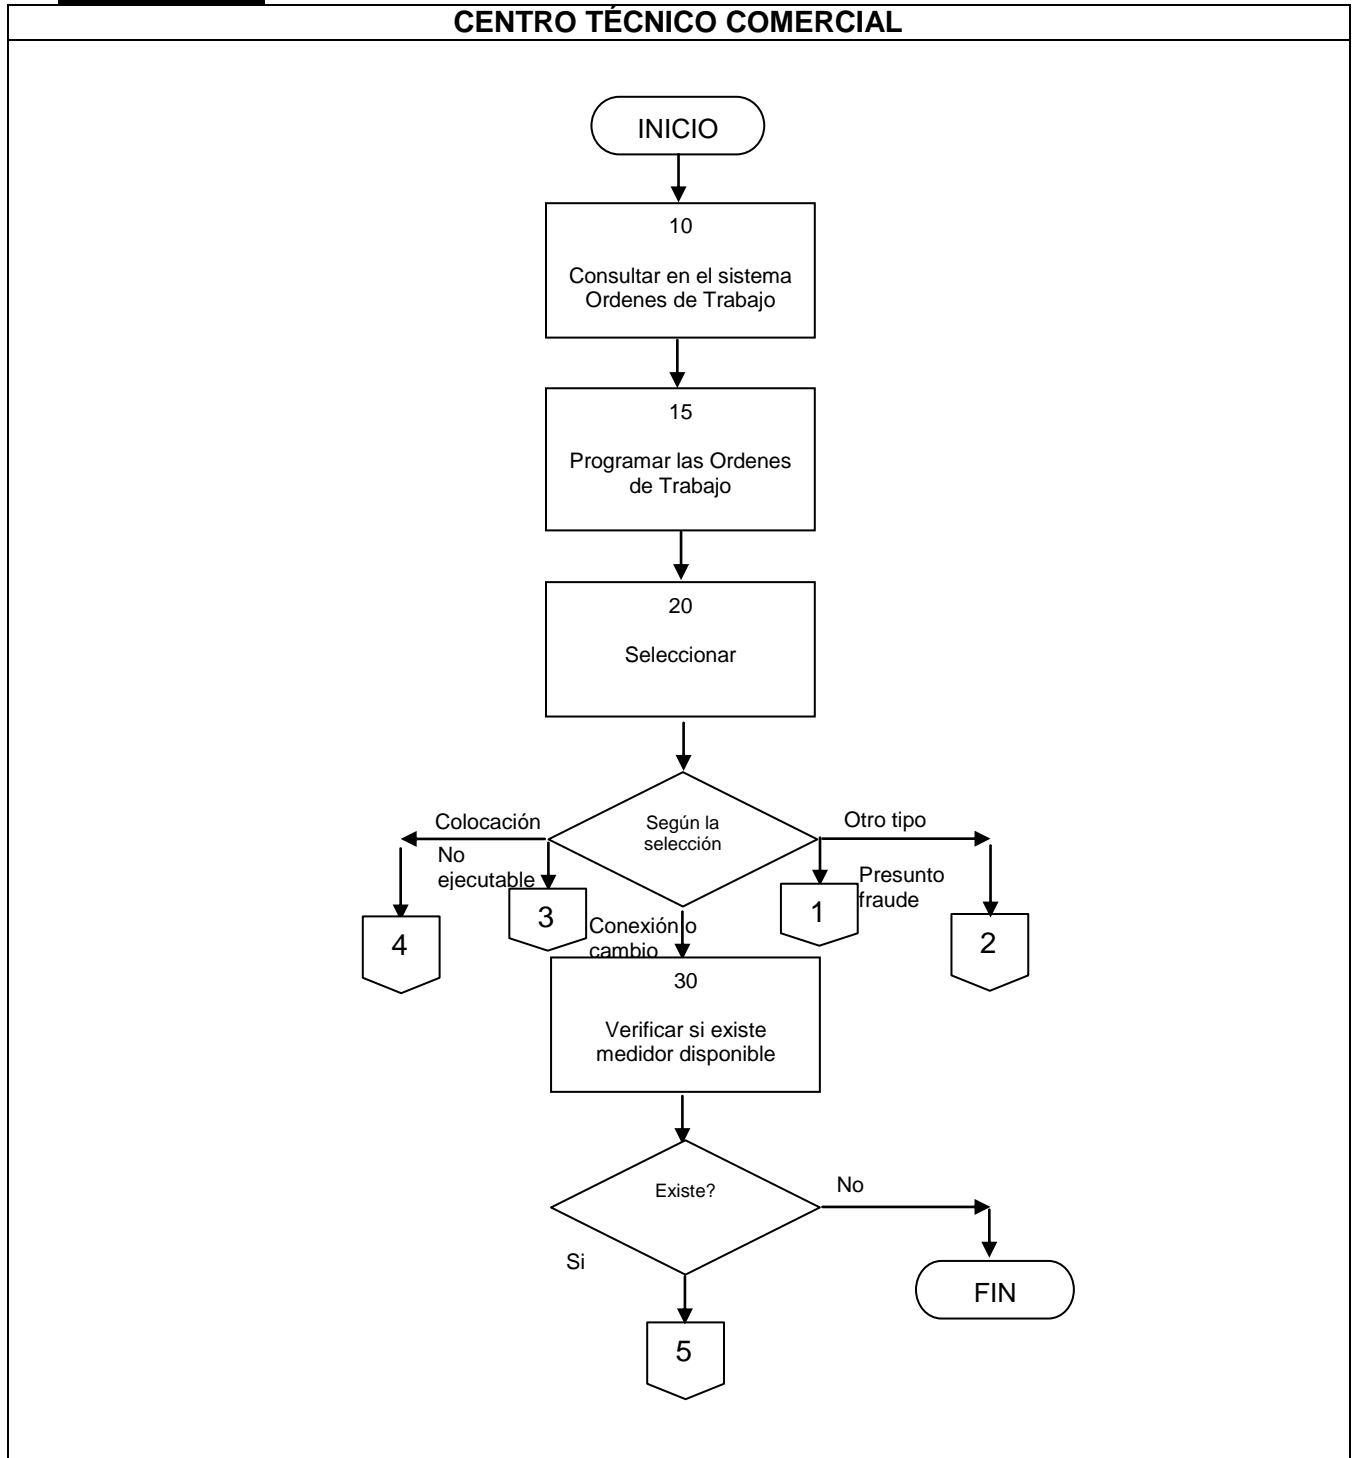 CENTRO TÉCNICO COMERCIAL
INICIO
10
Consultar en el sistema
Ordenes de Trabajo
15
Programar las Ordenes
de Trabajo
20
Seleccionar
Según la
selección
Colocación
Otro tipo
No
ejecutable
Presunto
fraude
4
3
Conexión o
cambio
1
2
30
Verificar si existe
medidor disponible
Existe?
No
Si
FIN
5